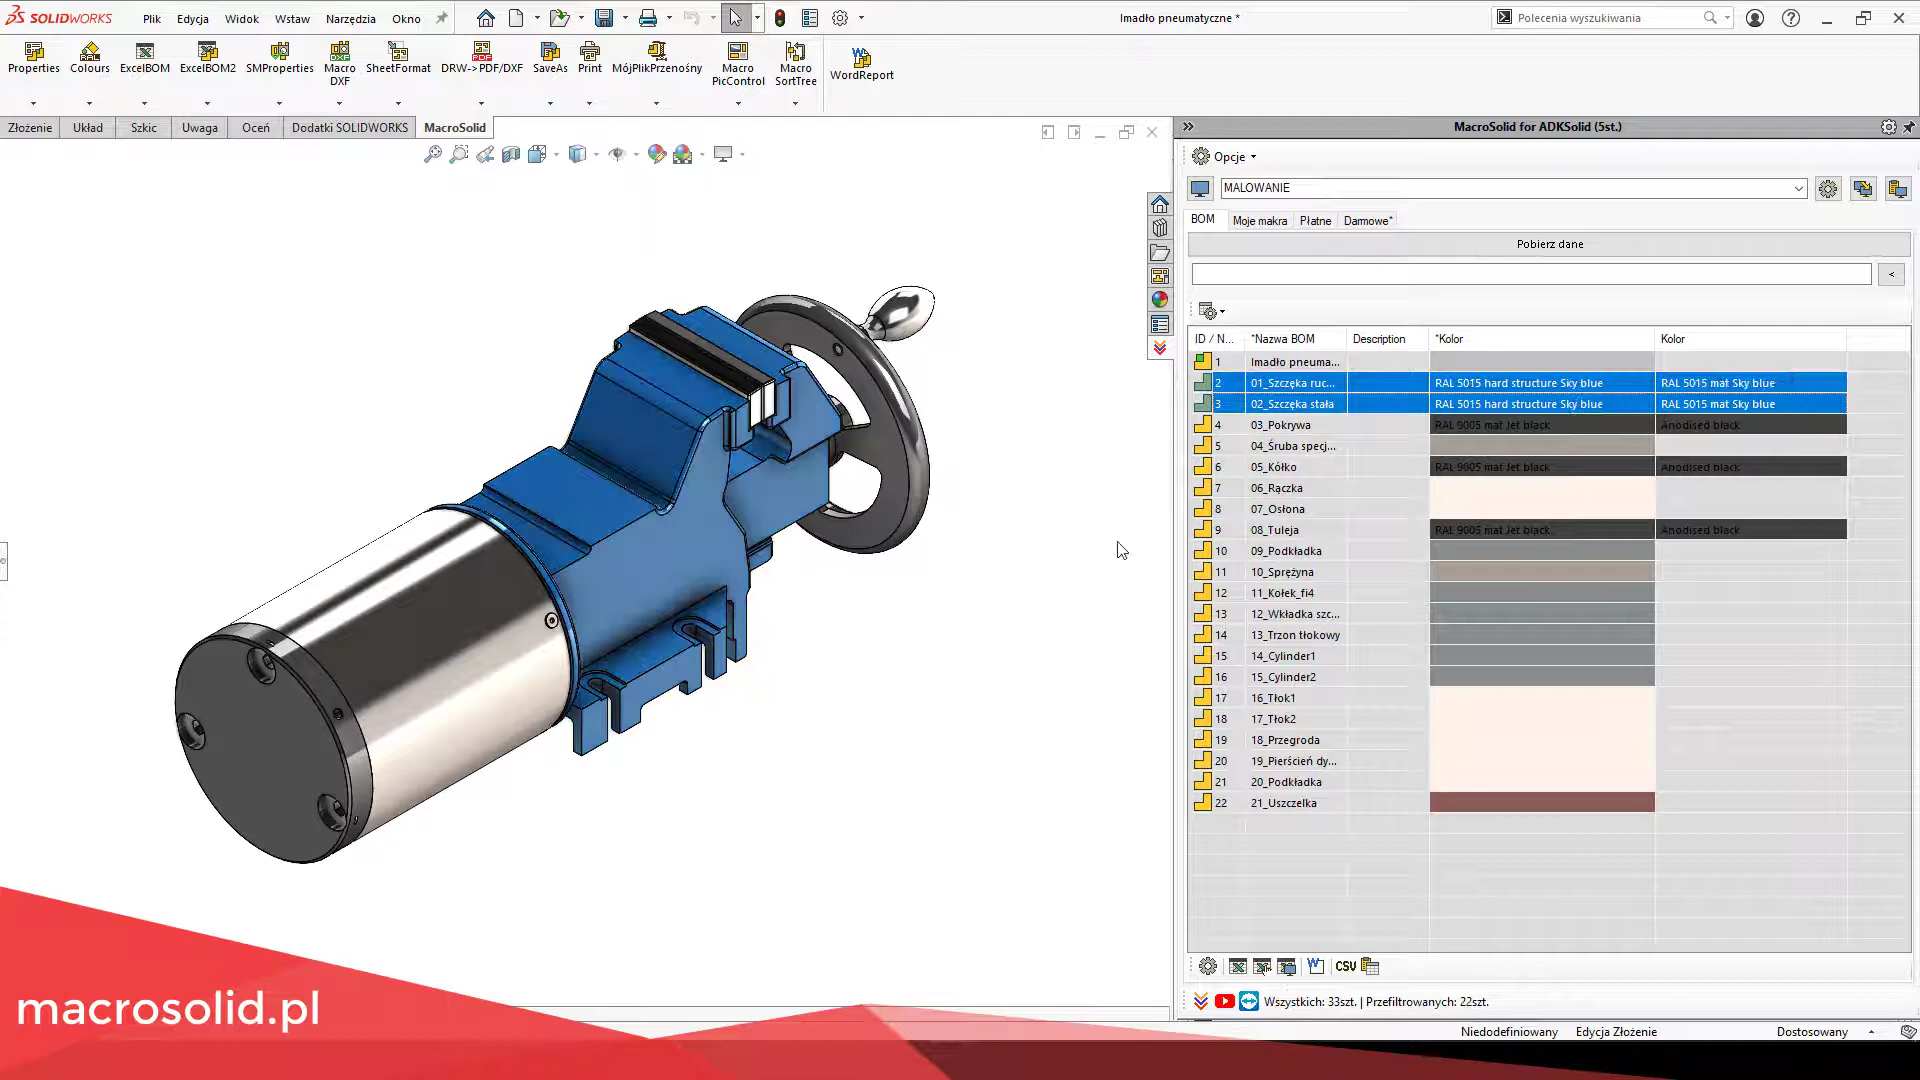 SOLIDWORKS Plik Edycja Widok Wstaw Narzędzia Okno Imadło pneumatyczne * Polecenia wyszukiwania
Properties Colours ExcelBOM ExcelBOM2 SMProperties Macro DXF SheetFormat DRW->PDF/DXF SaveAs Print MójPlikPrzenośny Macro PicControl Macro SortTree WordReport
Złożenie Układ Szkic Uwaga Oceń Dodatki SOLIDWORKS MacroSolid
MacroSolid for ADKSolid (5st.)
Opcje
MALOWANIE
BOM Moje makra Płatne Darmowe*
Pobierz dane
<
ID / N... *Nazwa BOM Description *Kolor Kolor
1 Imadło pneuma...
2 01_Szczęka ruc... RAL 5015 hard structure Sky blue RAL 5015 mat Sky blue
3 02_Szczęka stała RAL 5015 hard structure Sky blue RAL 5015 mat Sky blue
4 03_Pokrywa RAL 9005 mat Jet black Anodised black
5 04_Śruba specj...
6 05_Kółko RAL 9005 mat Jet black Anodised black
7 06_Rączka
8 07_Osłona
9 08_Tuleja RAL 9005 mat Jet black Anodised black
10 09_Podkładka
11 10_Sprężyna
12 11_Kołek_fi4
13 12_Wkładka szc...
14 13_Trzon tłokowy
15 14_Cylinder1
16 15_Cylinder2
17 16_Tłok1
18 17_Tłok2
19 18_Przegroda
20 19_Pierścień dy...
21 20_Podkładka
22 21_Uszczelka
CSV
Wszystkich: 33szt. | Przefiltrowanych: 22szt.
Niedodefiniowany Edycja Złożenie Dostosowany
macrosolid.pl